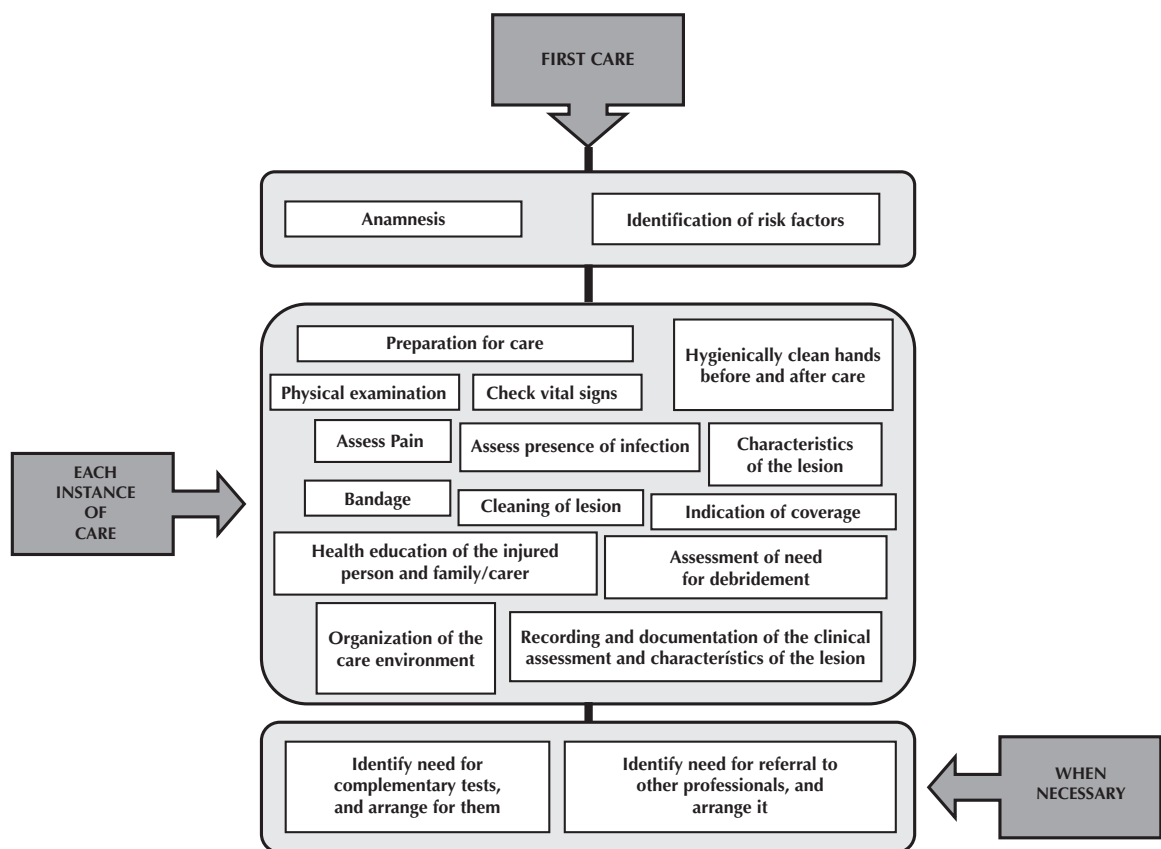 FIRST CARE
Anamnesis
Identification of risk factors
Preparation for care
Hygienically clean hands
before and after care
Physical examination
Check vital signs
Assess Pain
Assess presence of infection
Characteristics
of the lesion
EACH
INSTANCE
OF
CARE
Bandage
Cleaning of lesion
Indication of coverage
Health education of the injured
person and family/carer
Assessment of need
for debridement
Organization of the
care environment
Recording and documentation of the clinical
assessment and característics of the lesion
Identify need for
complementary tests,
and arrange for them
Identify need for referral to
other professionals, and
arrange it
WHEN
NECESSARY